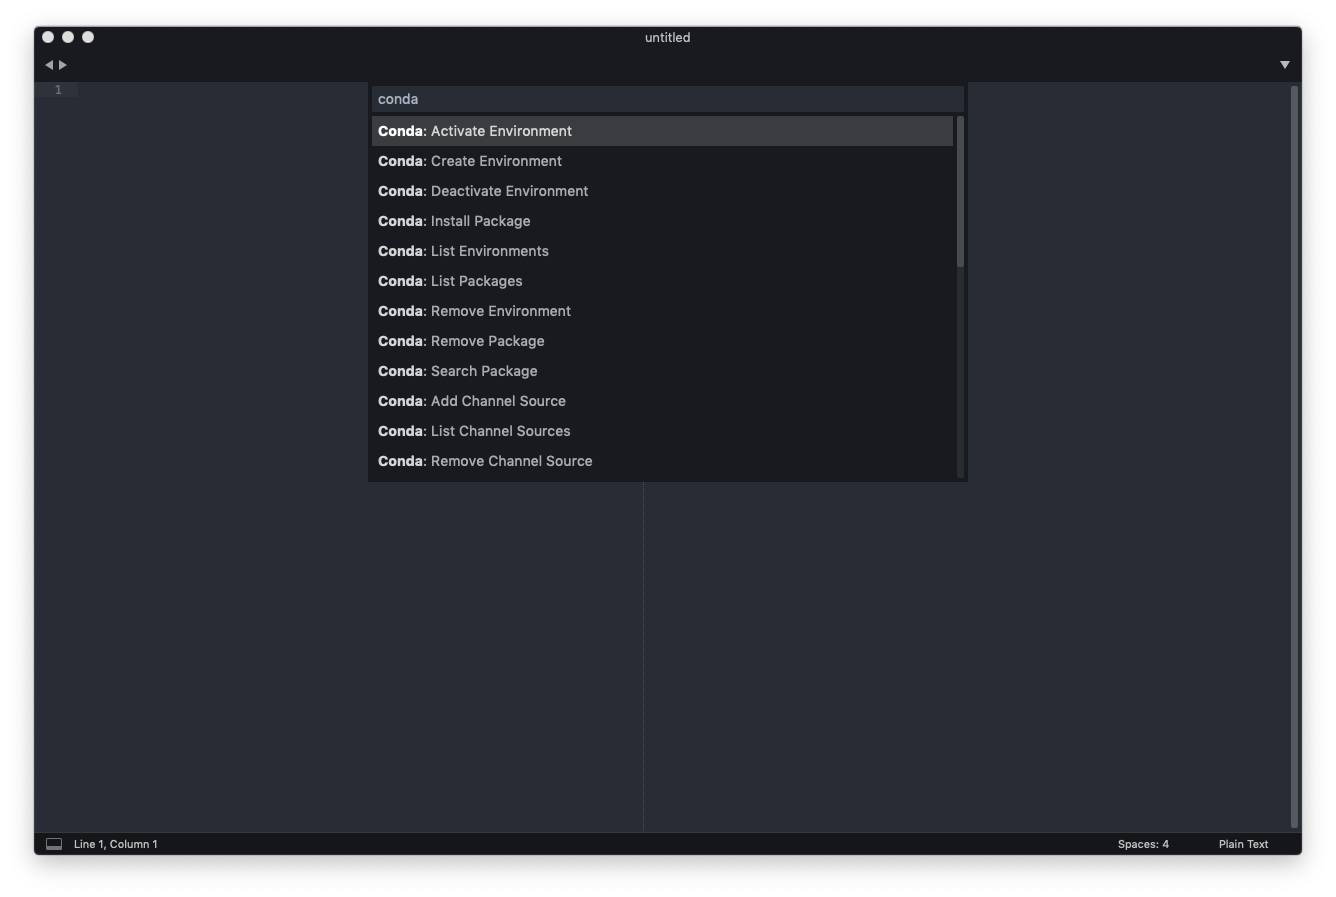 untitled
1
conda
Conda: Activate Environment
Conda: Create Environment
Conda: Deactivate Environment
Conda: Install Package
Conda: List Environments
Conda: List Packages
Conda: Remove Environment
Conda: Remove Package
Conda: Search Package
Conda: Add Channel Source
Conda: List Channel Sources
Conda: Remove Channel Source
Line 1, Column 1
Spaces: 4
Plain Text